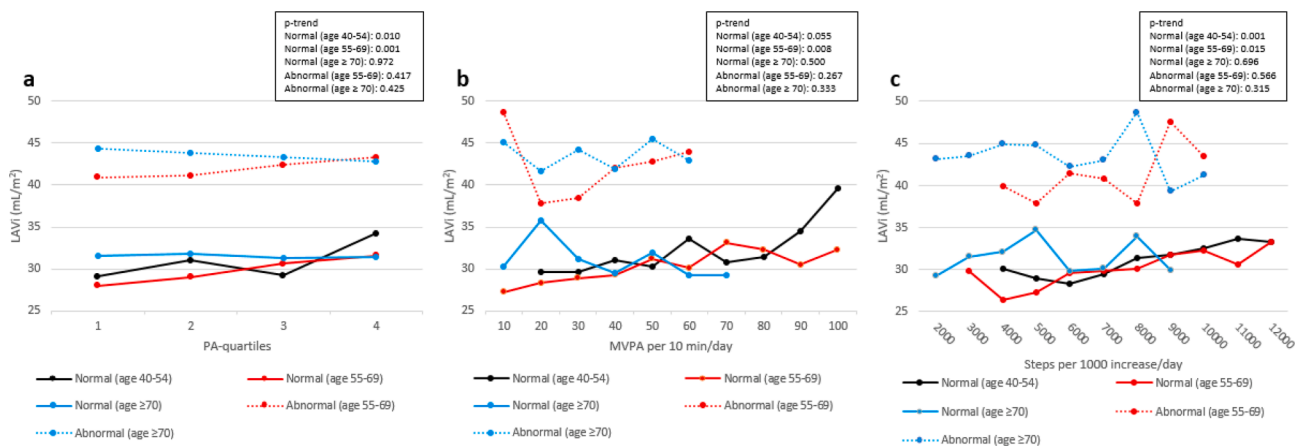 p-trend
Normal (age 40-54): 0.010
Normal (age 55-69): 0.001
Normal (age ≥ 70): 0.972
Abnormal (age 55-69): 0.417
Abnormal (age ≥ 70): 0.425
a
50
45
40
35
30
25
LAVi (mL/m²)
1 2 3 4
PA-quartiles
Normal (age 40-54) Normal (age 55-69)
Normal (age ≥70) Abnormal (age 55-69)
Abnormal (age ≥70)
p-trend
Normal (age 40-54): 0.055
Normal (age 55-69): 0.008
Normal (age ≥ 70): 0.500
Abnormal (age 55-69): 0.267
Abnormal (age ≥ 70): 0.333
b
50
45
40
35
30
25
LAVi (mL/m²)
10 20 30 40 50 60 70 80 90 100
MVPA per 10 min/day
Normal (age 40-54) Normal (age 55-69)
Normal (age ≥70) Abnormal (age 55-69)
Abnormal (age ≥70)
p-trend
Normal (age 40-54): 0.001
Normal (age 55-69): 0.015
Normal (age ≥ 70): 0.696
Abnormal (age 55-69): 0.566
Abnormal (age ≥ 70): 0.315
c
50
45
40
35
30
25
LAVi (mL/m²)
2000 3000 4000 5000 6000 7000 8000 9000 10000 11000 12000
Steps per 1000 increase/day
Normal (age 40-54) Normal (age 55-69)
Normal (age ≥70) Abnormal (age 55-69)
Abnormal (age ≥70)